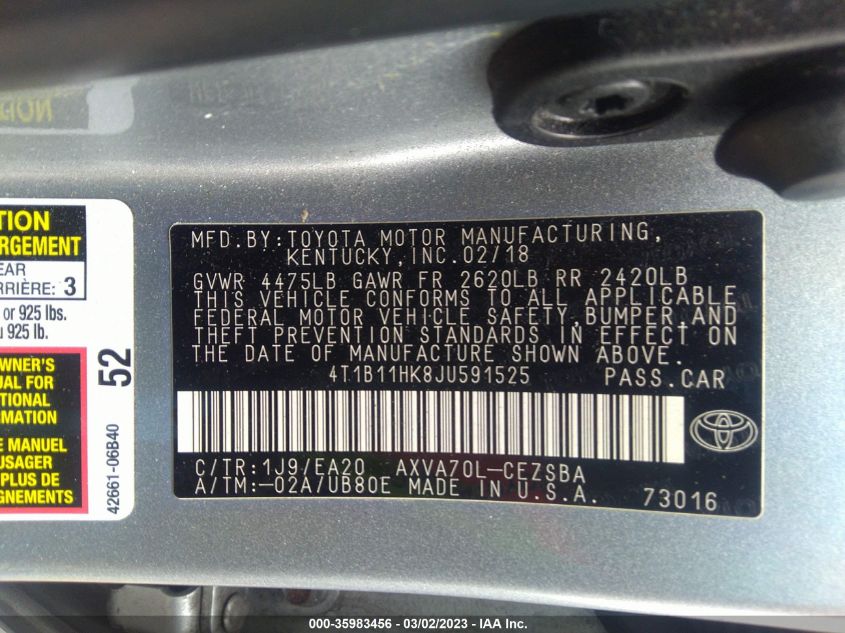 TION
RGEMENT
EAR
RRIÈRE: 3
or 925 lbs.
u 925 lb.
WNER'S
UAL FOR
TIONAL
RMATION
E MANUEL
USAGER
PLUS DE
IGNEMENTS
52
42661-06B40
MFD.BY:TOYOTA MOTOR MANUFACTURING,
KENTUCKY,INC.02/18
GVWR 4475LB GAWR FR 2620LB RR 2420LB
THIS VEHICLE CONFORMS TO ALL APPLICABLE
FEDERAL MOTOR VEHICLE SAFETY,BUMPER,AND
THEFT PREVENTION STANDARDS IN EFFECT ON
THE DATE OF MANUFACTURE SHOWN ABOVE.
4T1B11HK8JU591525 PASS.CAR
C/TR:1J9/EA20 AXVA70L-CEZSBA
A/TM:-02A/UB80E MADE IN U.S.A. 73016
000-35983456 - 03/02/2023 - IAA Inc.